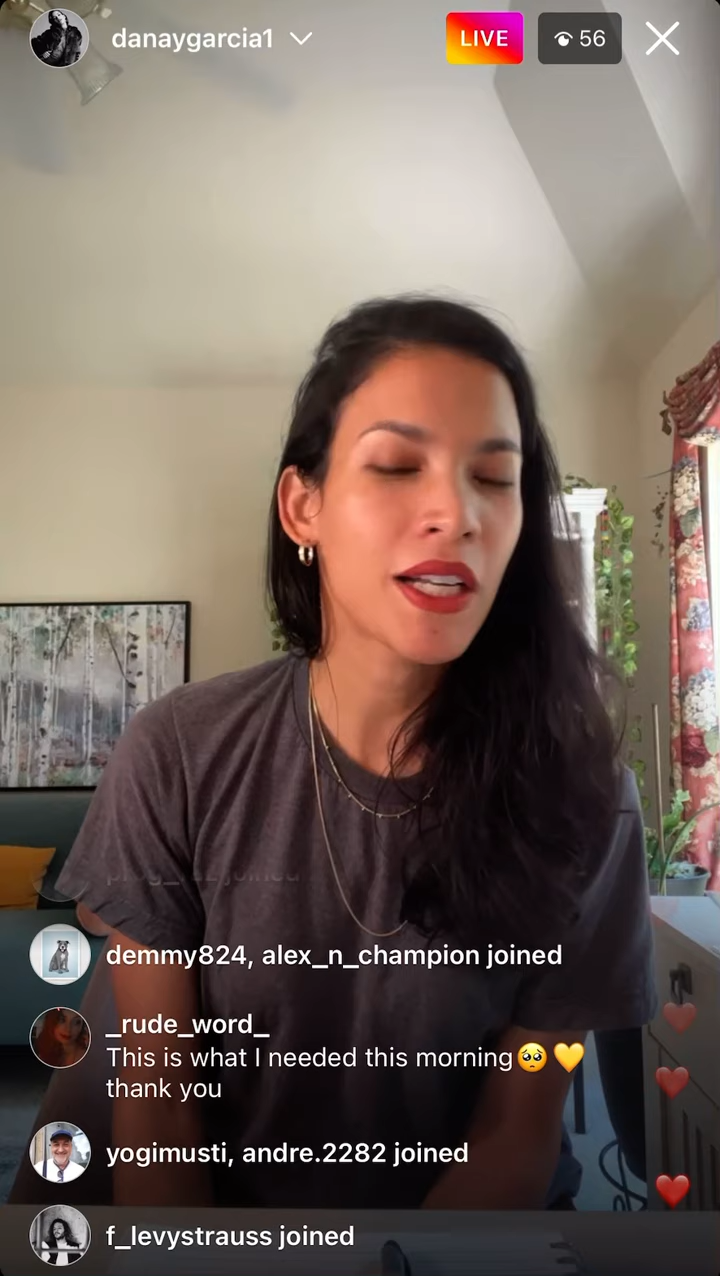 danaygarcia1
LIVE
56
demmy824, alex_n_champion joined
_rude_word_
This is what I needed this morning🥺💛
thank you
yogimusti, andre.2282 joined
f_levystrauss joined